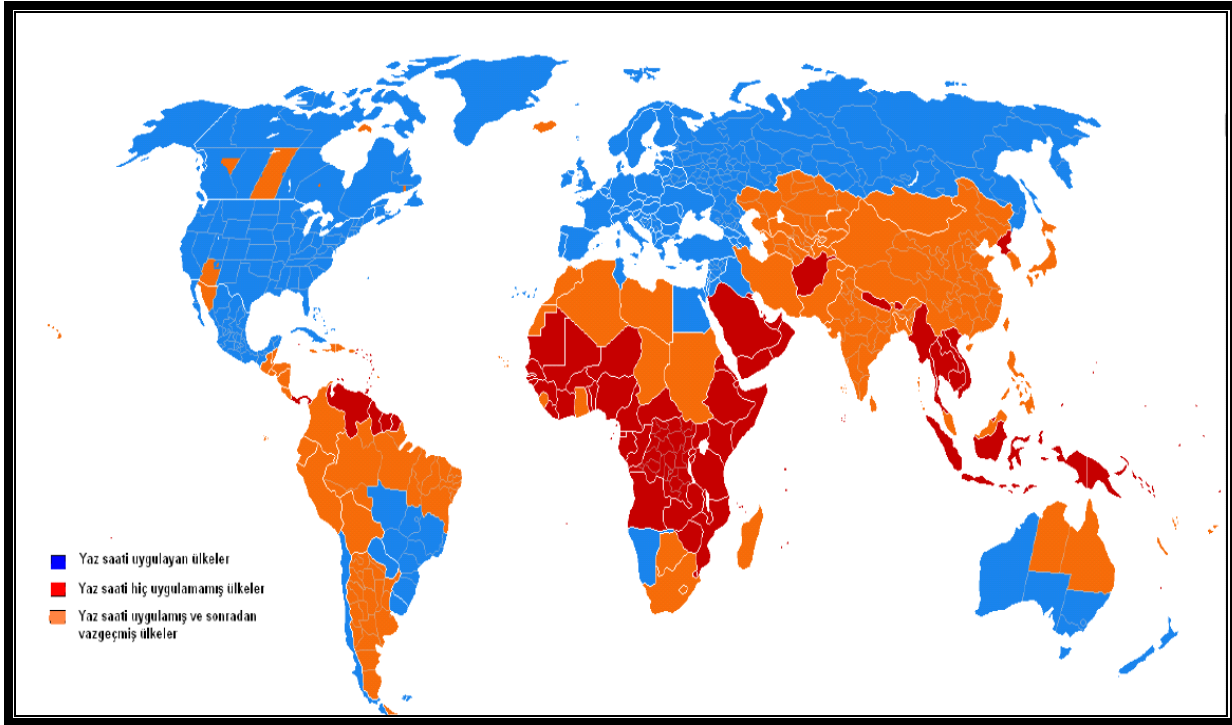 Yaz saati uygulayan ülkeler
Yaz saati hiç uygulamamış ülkeler
Yaz saati uygulamış ve sonradan
vazgeçmiş ülkeler